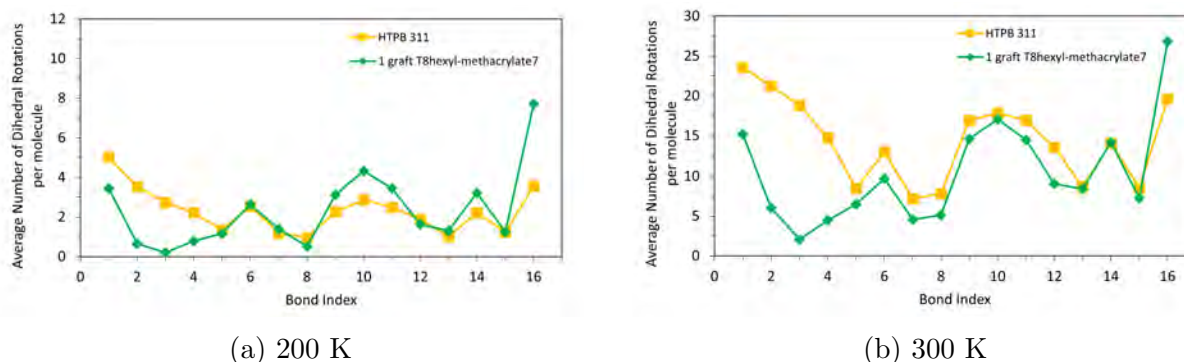 Average Number of Dihedral Rotations
per molecule
12
10
8
6
4
2
0
HTPB 311
1 graft T8hexyl-methacrylate7
0 2 4 6 8 10 12 14 16
Bond Index
(a) 200 K
Average Number of Dihedral Rotations
per molecule
30
25
20
15
10
5
0
HTPB 311
1 graft T8hexyl-methacrylate7
0 2 4 6 8 10 12 14 16
Bond Index
(b) 300 K